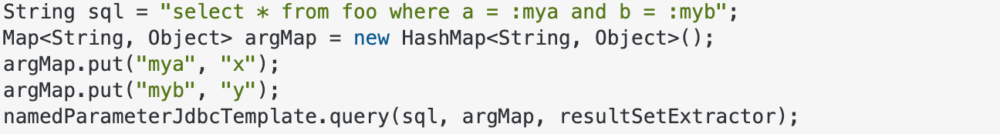 String sql = "select * from foo where a = :mya and b = :myb";
Map<String, Object> argMap = new HashMap<String, Object>();
argMap.put("mya", "x");
argMap.put("myb", "y");
namedParameterJdbcTemplate.query(sql, argMap, resultSetExtractor);